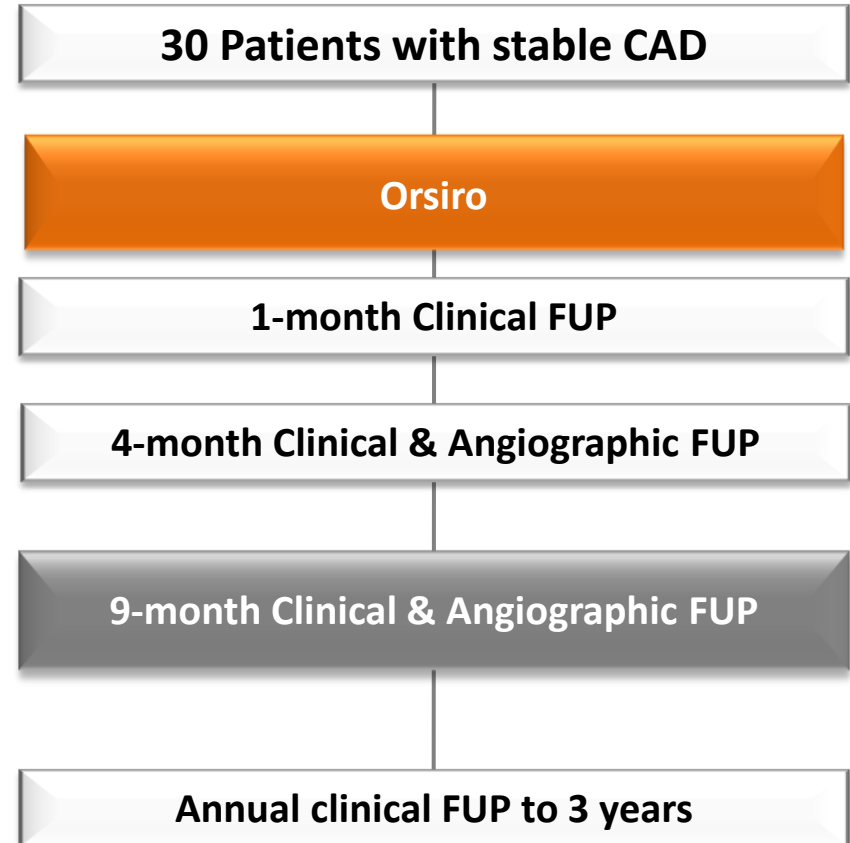 30 Patients with stable CAD
Orsiro
1-month Clinical FUP
4-month Clinical & Angiographic FUP
9-month Clinical & Angiographic FUP
Annual clinical FUP to 3 years